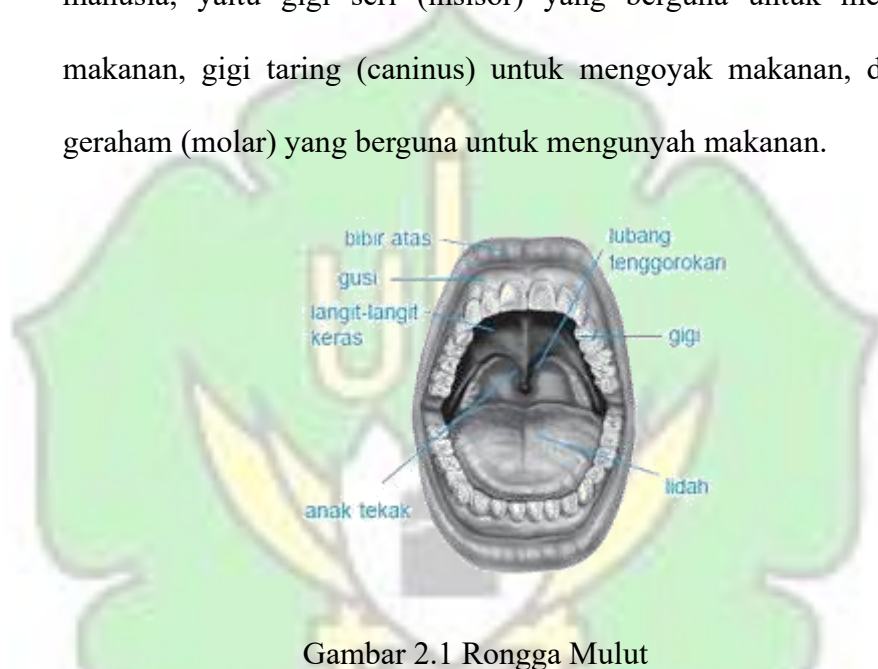 manusia, yaitu gigi seri (insisor) yang berguna untuk
makanan, gigi taring (caninus) untuk mengoyak makanan,
geraham (molar) yang berguna untuk mengunyah makanan.
bibir atas
gusi
langit-langit
keras
anak tekak
lubang
tenggorokan
gigi
lidah
Gambar 2.1 Rongga Mulut